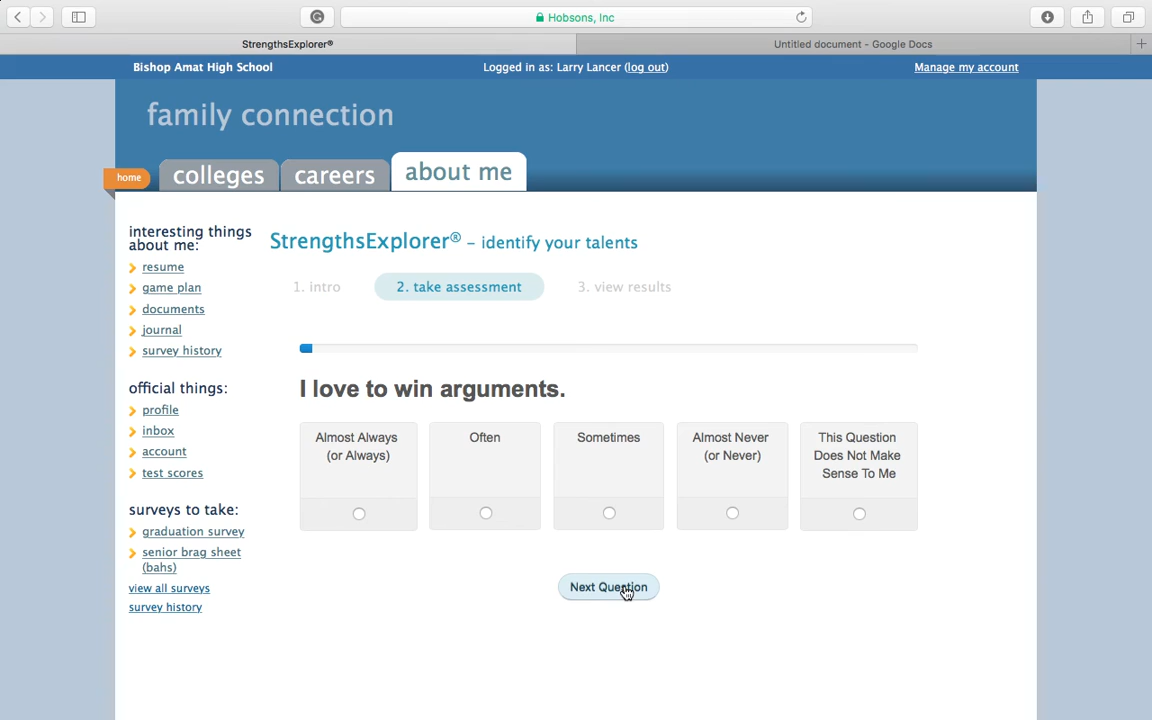 Hobsons, Inc
StrengthsExplorer®
Untitled document - Google Docs
Bishop Amat High School
Logged in as: Larry Lancer (log out)
Manage my account
family connection
home
colleges
careers
about me
interesting things
about me:
resume
game plan
documents
journal
survey history
official things:
profile
inbox
account
test scores
surveys to take:
graduation survey
senior brag sheet
(bahs)
view all surveys
survey history
StrengthsExplorer® – identify your talents
1. intro
2. take assessment
3. view results
I love to win arguments.
Almost Always
(or Always)
Often
Sometimes
Almost Never
(or Never)
This Question
Does Not Make
Sense To Me
Next Question